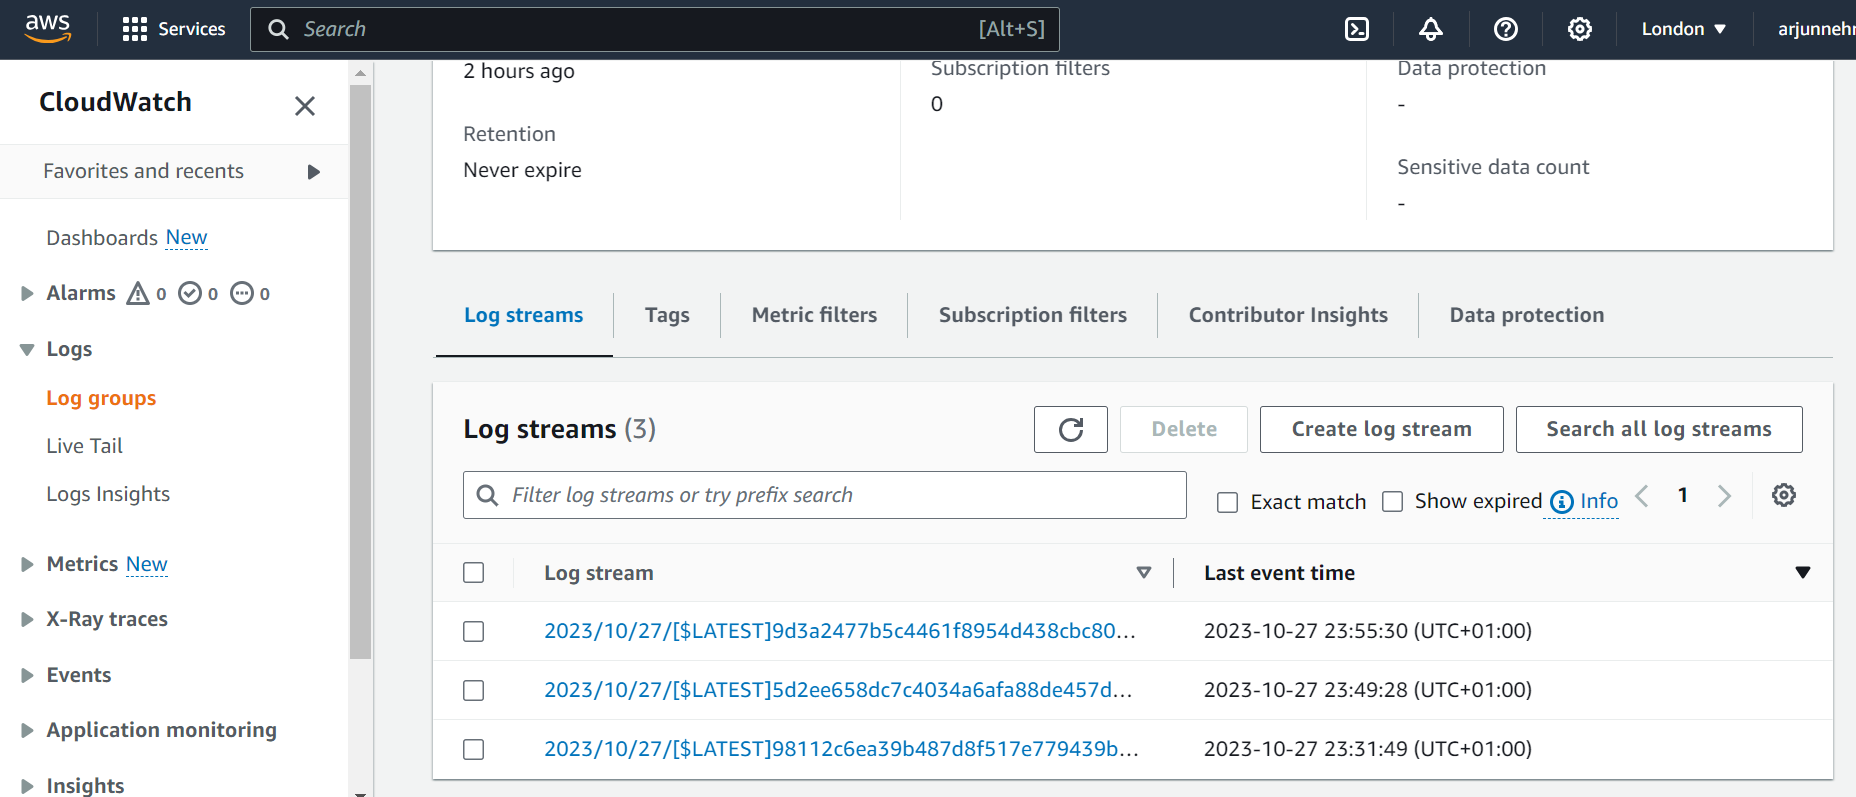 aws
Services
Search
[Alt+S]
London
arjunnehr
CloudWatch
Favorites and recents
Dashboards New
Alarms 0 0 0
Logs
Log groups
Live Tail
Logs Insights
Metrics New
X-Ray traces
Events
Application monitoring
Insights
2 hours ago
Retention
Never expire
Subscription filters
0
Data protection
-
Sensitive data count
-
Log streams
Tags
Metric filters
Subscription filters
Contributor Insights
Data protection
Log streams (3)
Delete
Create log stream
Search all log streams
Filter log streams or try prefix search
Exact match
Show expired
Info
1
Log stream
Last event time
2023/10/27/[$LATEST]9d3a2477b5c4461f8954d438cbc80...
2023-10-27 23:55:30 (UTC+01:00)
2023/10/27/[$LATEST]5d2ee658dc7c4034a6afa88de457d...
2023-10-27 23:49:28 (UTC+01:00)
2023/10/27/[$LATEST]98112c6ea39b487d8f517e779439b...
2023-10-27 23:31:49 (UTC+01:00)